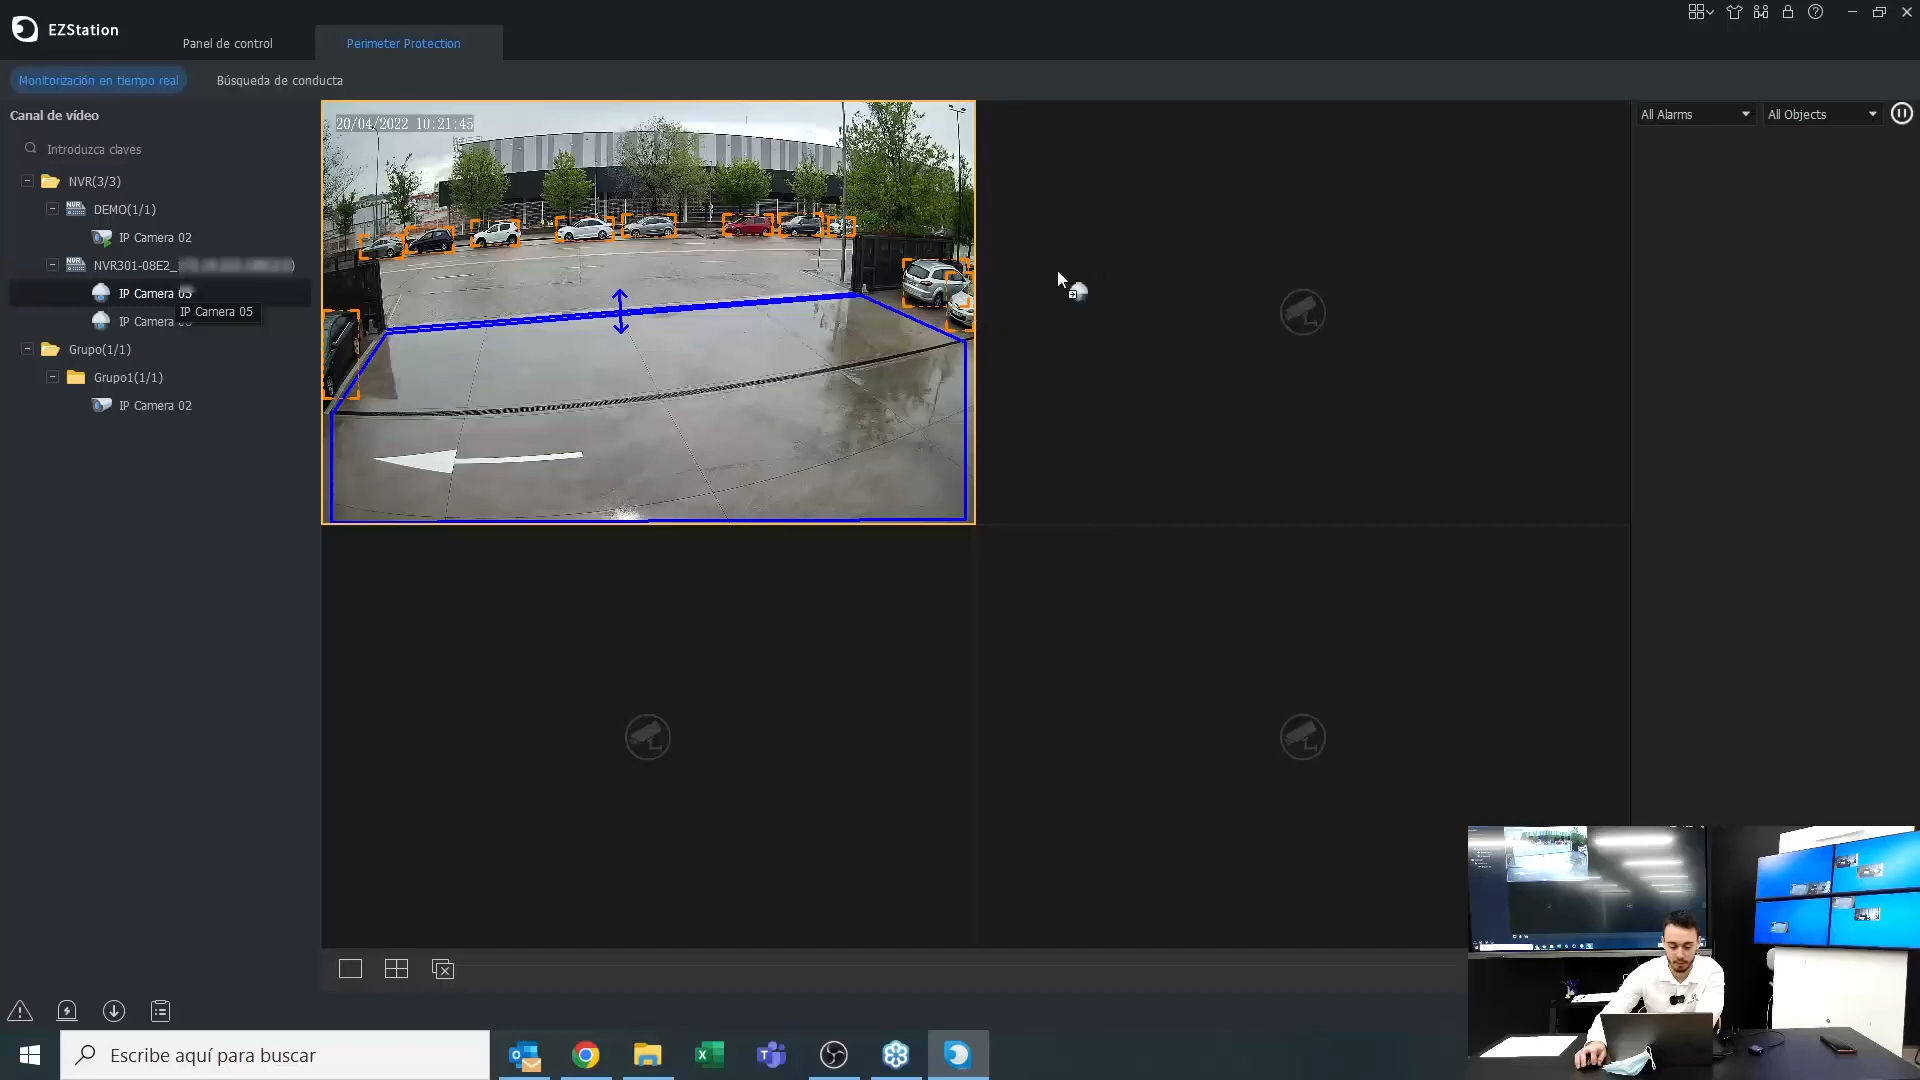 EZStation
Panel de control
Perimeter Protection
Monitorización en tiempo real
Búsqueda de conducta
Canal de vídeo
Introduzca claves
NVR(3/3)
DEMO(1/1)
IP Camera 02
NVR301-08E2_
IP Camera 05
IP Camera 05
IP Camera
Grupo(1/1)
Grupo1(1/1)
IP Camera 02
20/04/2022 10:21:45
All Alarms
All Objects
Escribe aquí para buscar